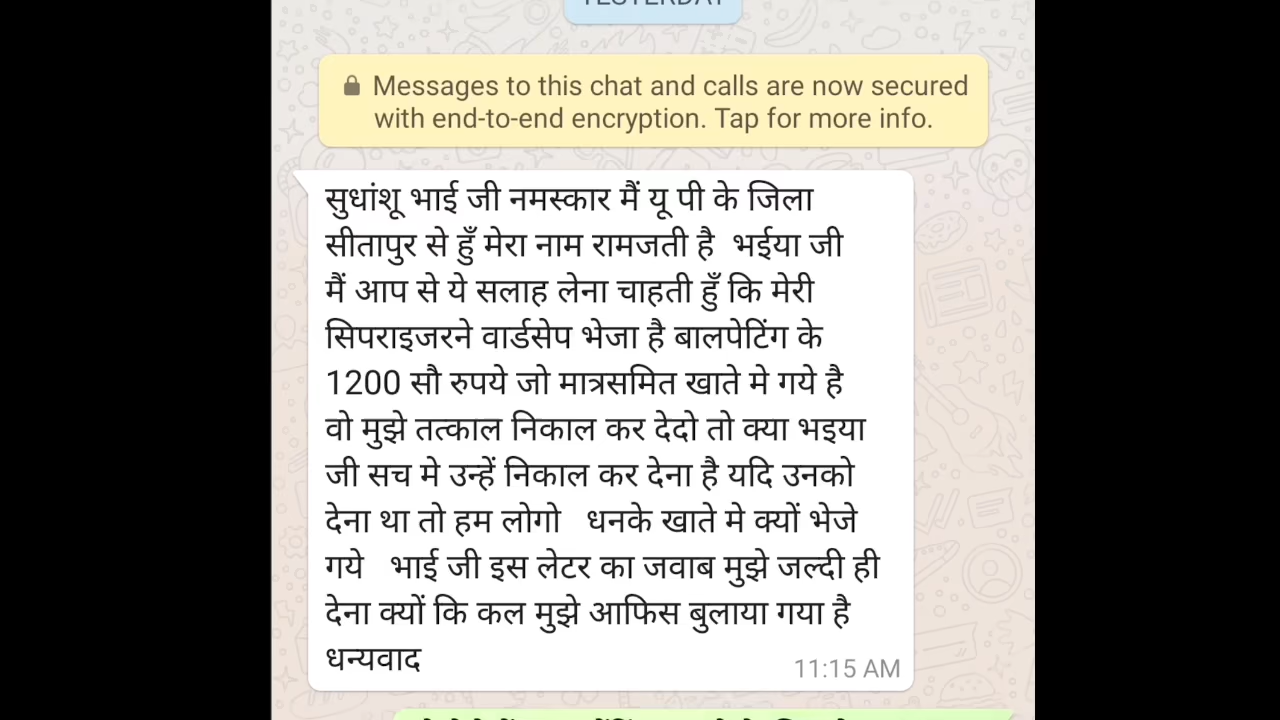 YESTERDAY
Messages to this chat and calls are now secured
with end-to-end encryption. Tap for more info.
सुधांशू भाई जी नमस्कार मैं यू पी के जिला
सीतापुर से हुँ मेरा नाम रामजती है  भईया जी
मैं आप से ये सलाह लेना चाहती हुँ कि मेरी
सिपराइजरने वार्डसेप भेजा है बालपेटिंग के
1200 सौ रुपये जो मात्रसमित खाते मे गये है
वो मुझे तत्काल निकाल कर देदो तो क्या भइया
जी सच मे उन्हें निकाल कर देना है यदि उनको
देना था तो हम लोगो   धनके खाते मे क्यों भेजे
गये   भाई जी इस लेटर का जवाब मुझे जल्दी ही
देना क्यों कि कल मुझे आफिस बुलाया गया है
धन्यवाद
11:15 AM